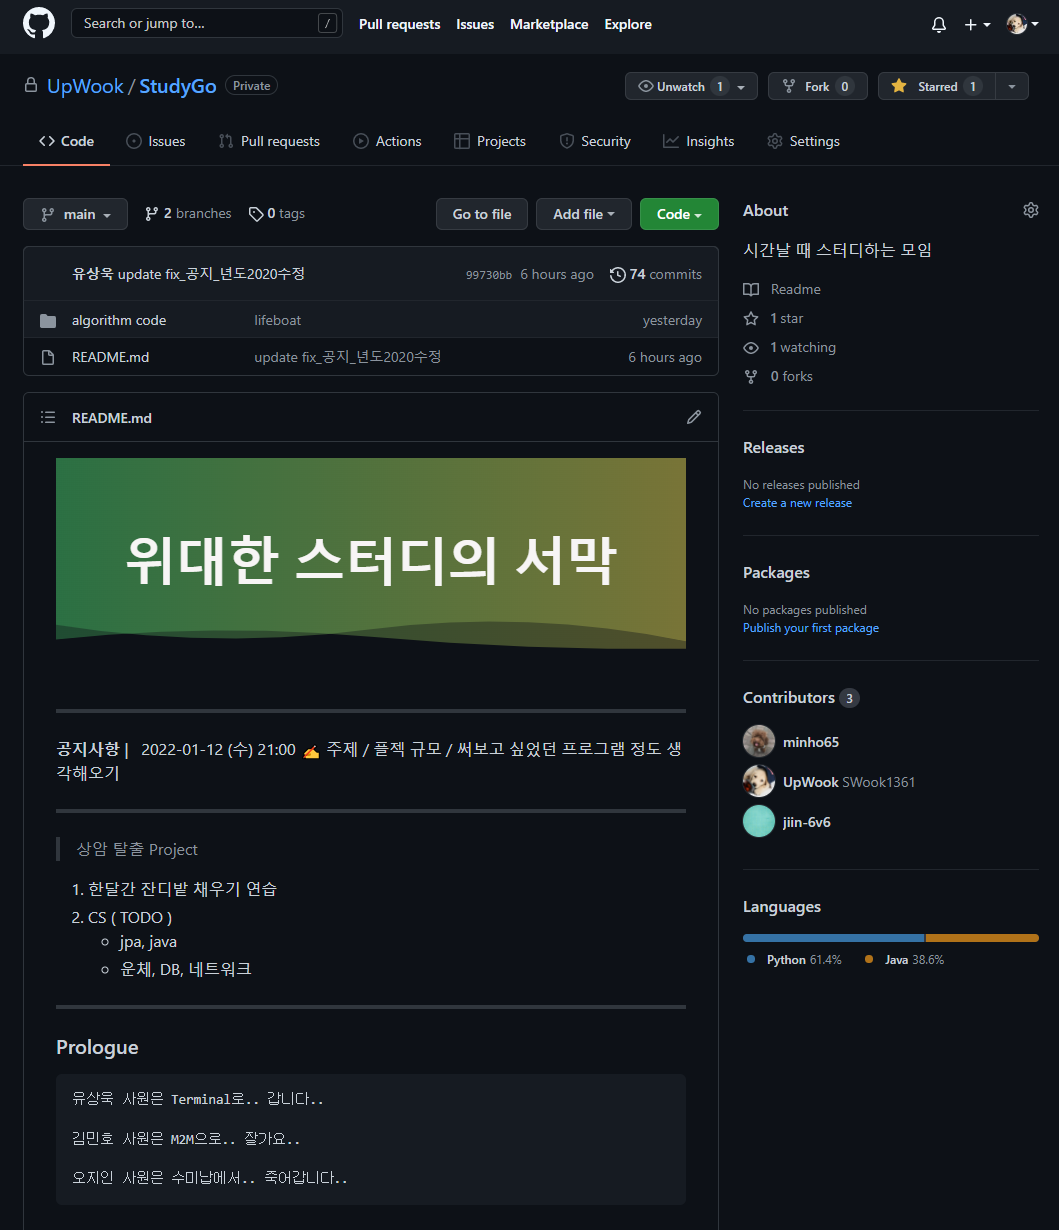 Search or jump to... /
Pull requests Issues Marketplace Explore
UpWook / StudyGo Private
Unwatch 1 Fork 0 Starred 1
Code Issues Pull requests Actions Projects Security Insights Settings
main 2 branches 0 tags Go to file Add file Code
유상욱 update fix_공지_년도2020수정 99730bb 6 hours ago 74 commits
algorithm code lifeboat yesterday
README.md update fix_공지_년도2020수정 6 hours ago
README.md
위대한 스터디의 서막
공지사항 | 2022-01-12 (수) 21:00 ✍ 주제 / 플젝 규모 / 써보고 싶었던 프로그램 정도 생
각해오기
상암 탈출 Project
1. 한달간 잔디밭 채우기 연습
2. CS ( TODO )
jpa, java
운체, DB, 네트워크
Prologue
유상욱 사원은 Terminal로.. 갑니다..
김민호 사원은 M2M으로.. 잘가요..
오지인 사원은 수미납에서.. 죽어갑니다..
About
시간날 때 스터디하는 모임
Readme
1 star
1 watching
0 forks
Releases
No releases published
Create a new release
Packages
No packages published
Publish your first package
Contributors 3
minho65
UpWook SWook1361
jiin-6v6
Languages
Python 61.4% Java 38.6%